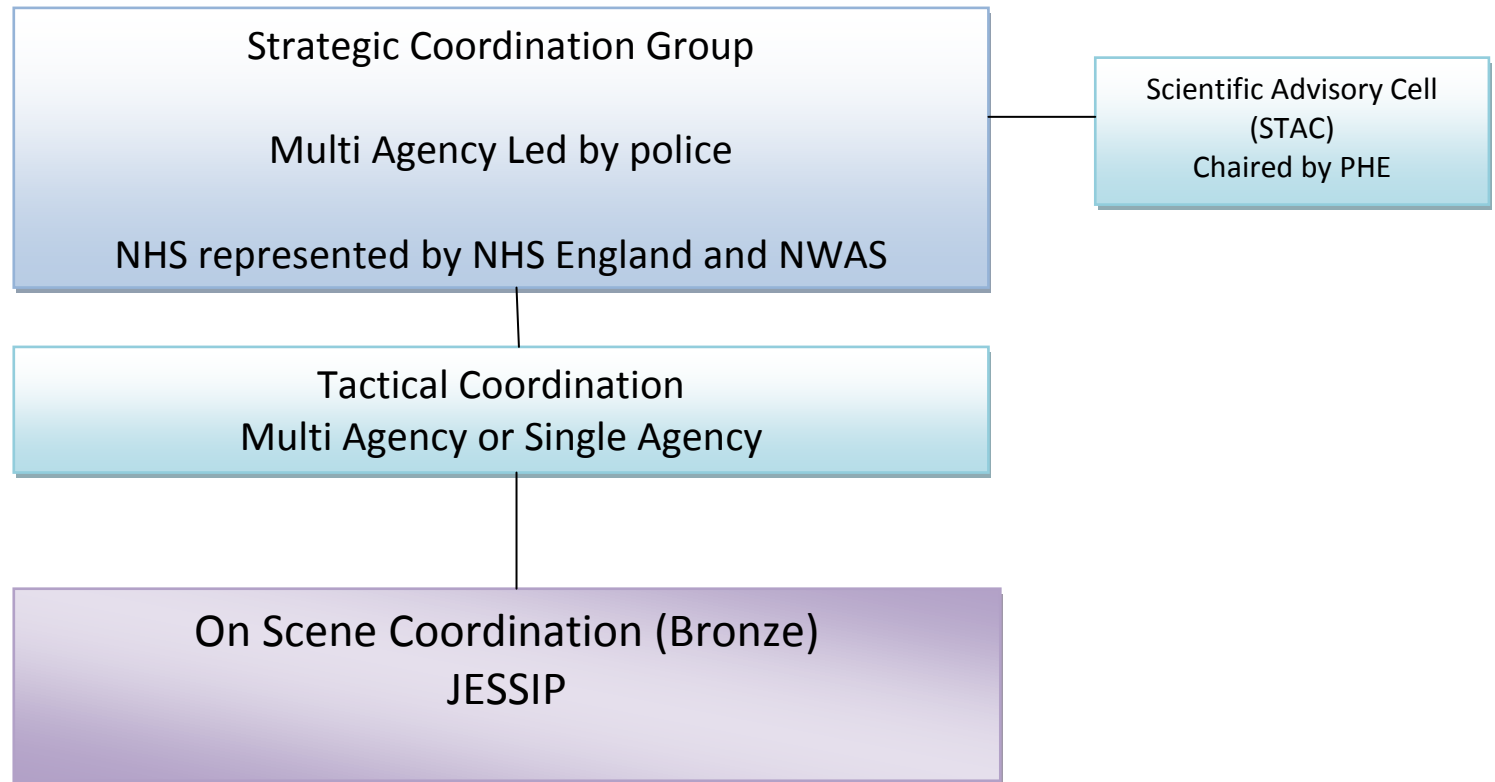 Strategic Coordination Group
Multi Agency Led by police
NHS represented by NHS England and NWAS
Scientific Advisory Cell
(STAC)
Chaired by PHE
Tactical Coordination
Multi Agency or Single Agency
On Scene Coordination (Bronze)
JESSIP